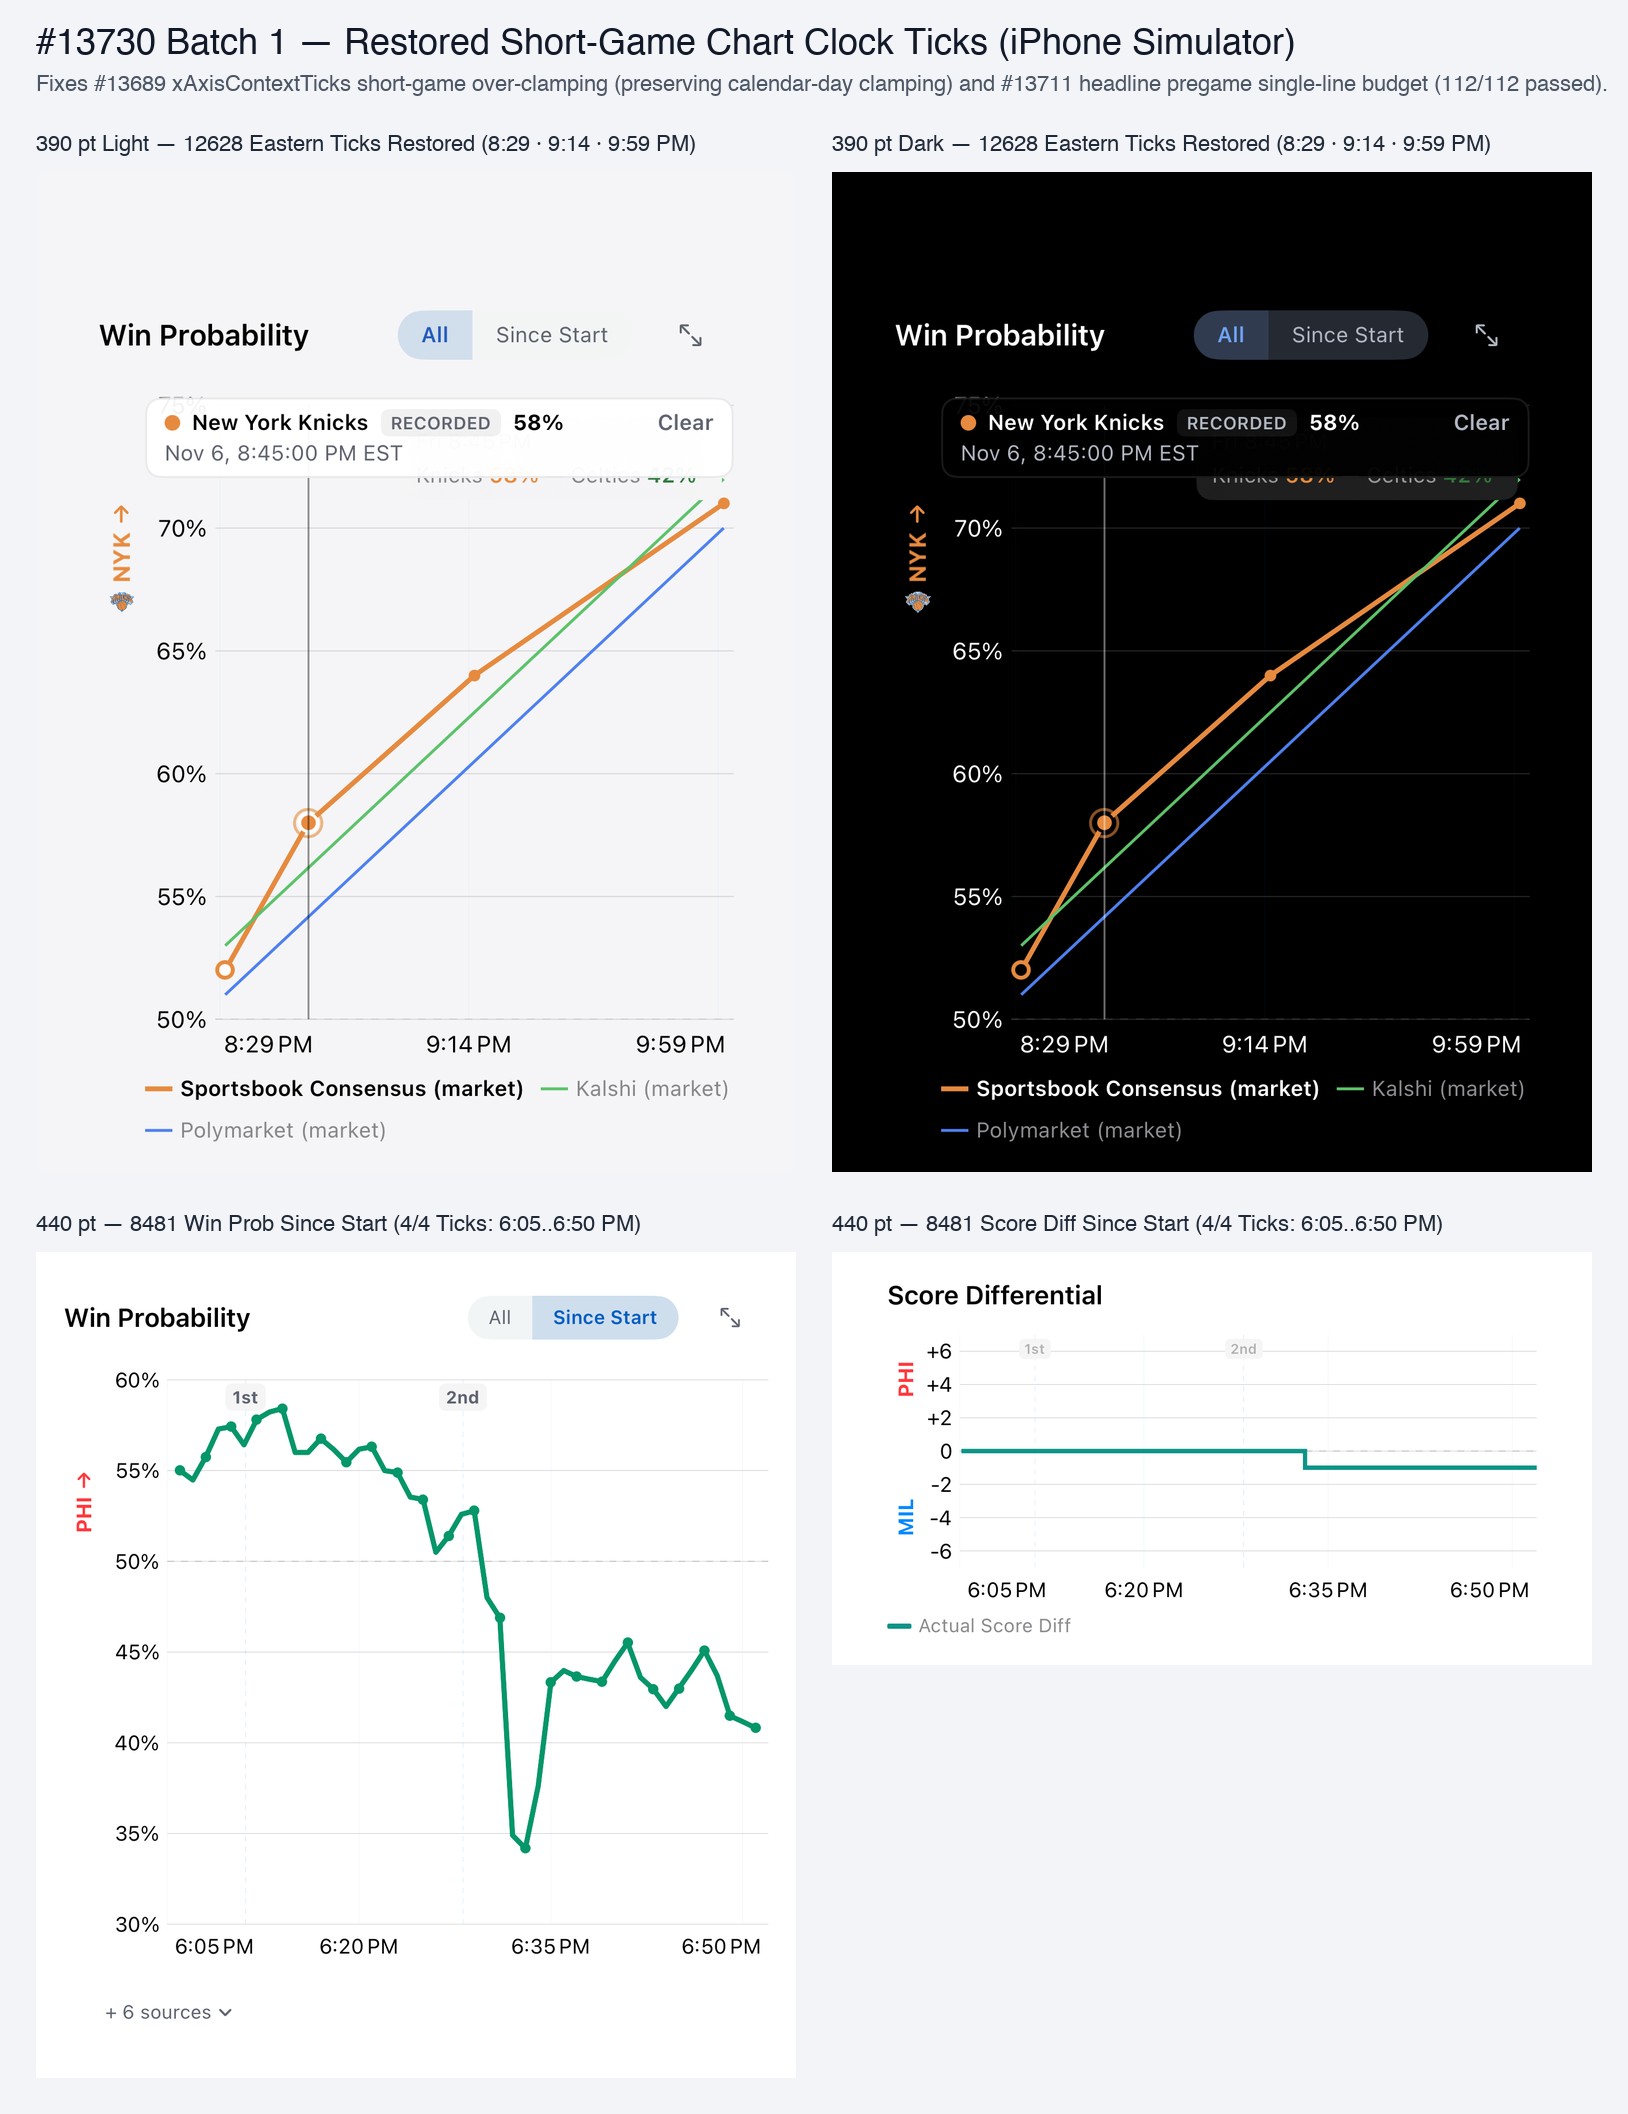 #13730 Batch 1 — Restored Short-Game Chart Clock Ticks (iPhone Simulator)
Fixes #13689 xAxisContextTicks short-game over-clamping (preserving calendar-day clamping) and #13711 headline pregame single-line budget (112/112 passed).
390 pt Light — 12628 Eastern Ticks Restored (8:29 · 9:14 · 9:59 PM)
Win Probability
All
Since Start
75%
New York Knicks RECORDED 58% Clear
Nov 6, 8:45:00 PM EST
Knicks 58% Celtics 42%
NYK →
70%
65%
60%
55%
50%
8:29 PM 9:14 PM 9:59 PM
Sportsbook Consensus (market) Kalshi (market)
Polymarket (market)
390 pt Dark — 12628 Eastern Ticks Restored (8:29 · 9:14 · 9:59 PM)
Win Probability
All
Since Start
75%
New York Knicks RECORDED 58% Clear
Nov 6, 8:45:00 PM EST
Knicks 58% Celtics 42%
NYK →
70%
65%
60%
55%
50%
8:29 PM 9:14 PM 9:59 PM
Sportsbook Consensus (market) Kalshi (market)
Polymarket (market)
440 pt — 8481 Win Prob Since Start (4/4 Ticks: 6:05..6:50 PM)
Win Probability
All
Since Start
60%
1st
2nd
PHI →
55%
50%
45%
40%
35%
30%
6:05 PM 6:20 PM 6:35 PM 6:50 PM
+ 6 sources
440 pt — 8481 Score Diff Since Start (4/4 Ticks: 6:05..6:50 PM)
Score Differential
1st
2nd
PHI
MIL
+6
+4
+2
0
-2
-4
-6
6:05 PM 6:20 PM 6:35 PM 6:50 PM
Actual Score Diff